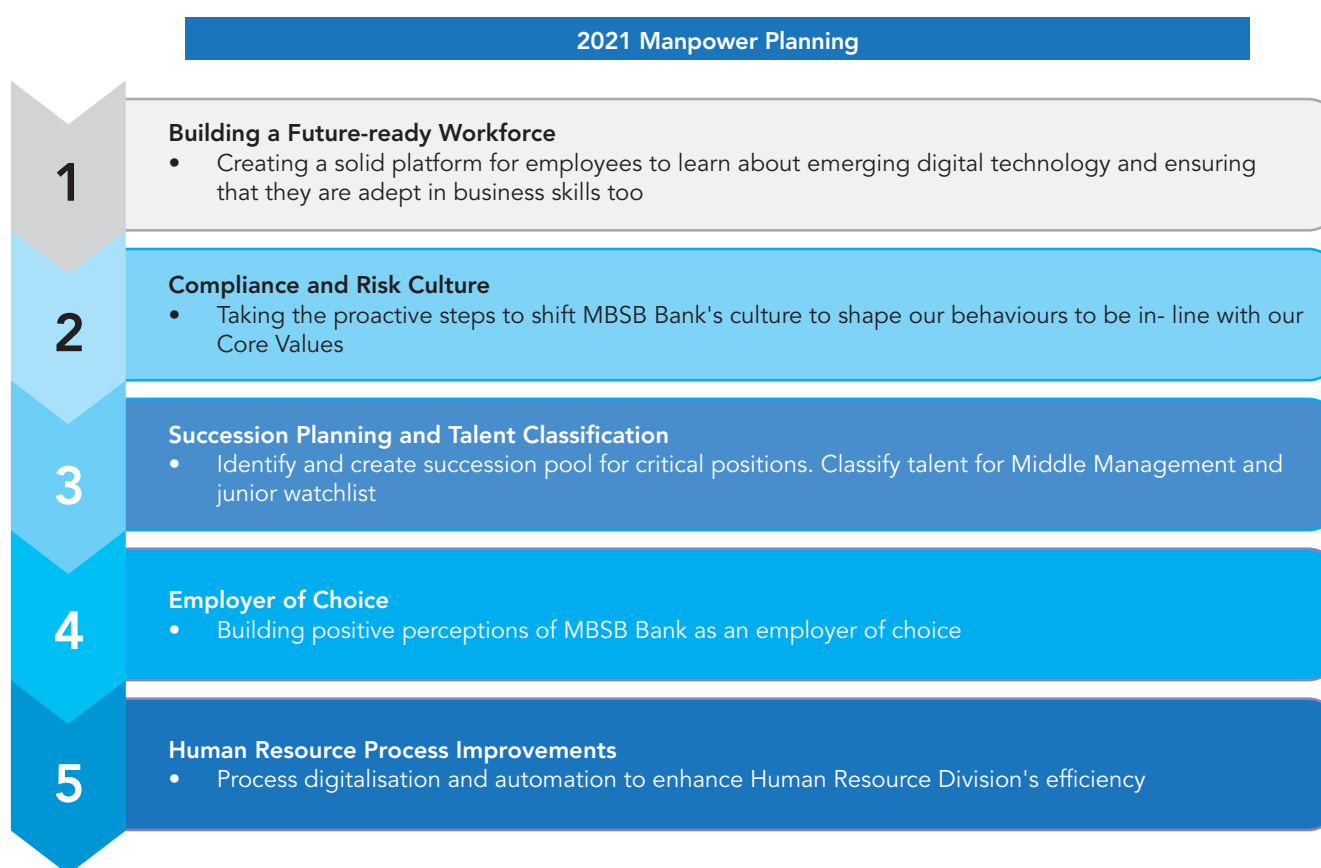 2021 Manpower Planning
1
Building a Future-ready Workforce
• Creating a solid platform for employees to learn about emerging digital technology and ensuring
that they are adept in business skills too
2
Compliance and Risk Culture
• Taking the proactive steps to shift MBSB Bank's culture to shape our behaviours to be in- line with our
Core Values
3
Succession Planning and Talent Classification
• Identify and create succession pool for critical positions. Classify talent for Middle Management and
junior watchlist
4
Employer of Choice
• Building positive perceptions of MBSB Bank as an employer of choice
5
Human Resource Process Improvements
• Process digitalisation and automation to enhance Human Resource Division's efficiency